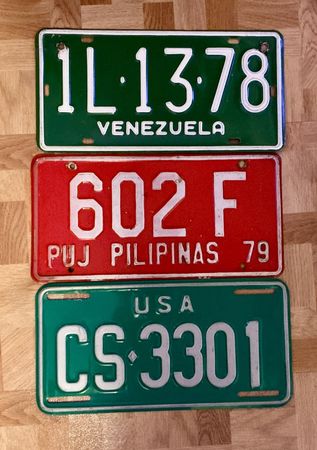 1L·13·78
VENEZUELA
602 F
PUJ PILIPINAS 79
USA
CS·3301